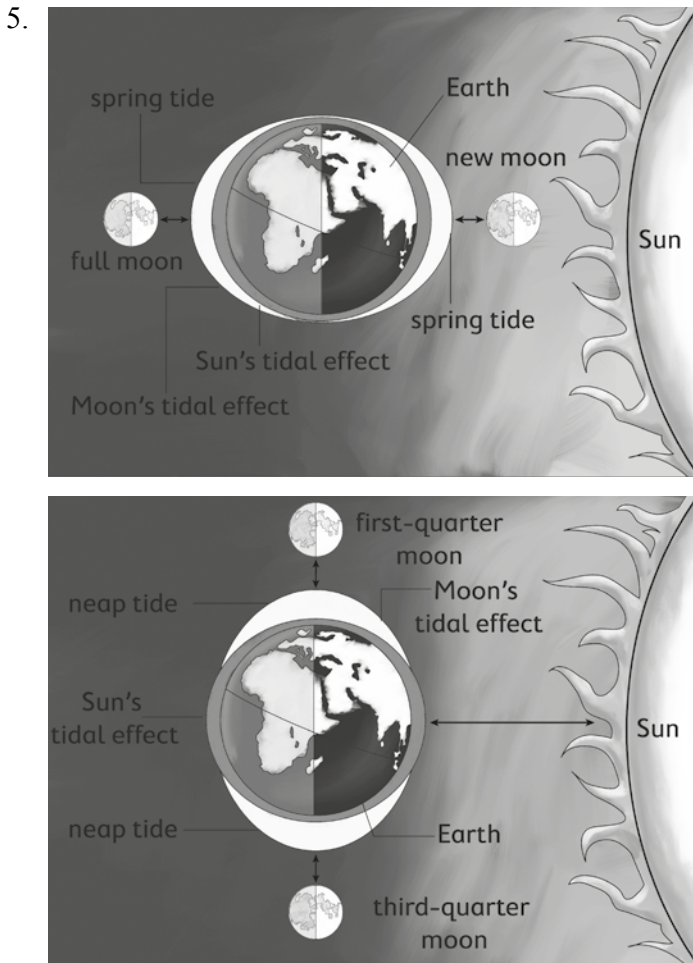 5.
spring tide
Earth
new moon
full moon
Sun
spring tide
Sun's tidal effect
Moon's tidal effect
first-quarter
moon
neap tide
Moon's
tidal effect
Sun's
tidal effect
Sun
neap tide
Earth
third-quarter
moon